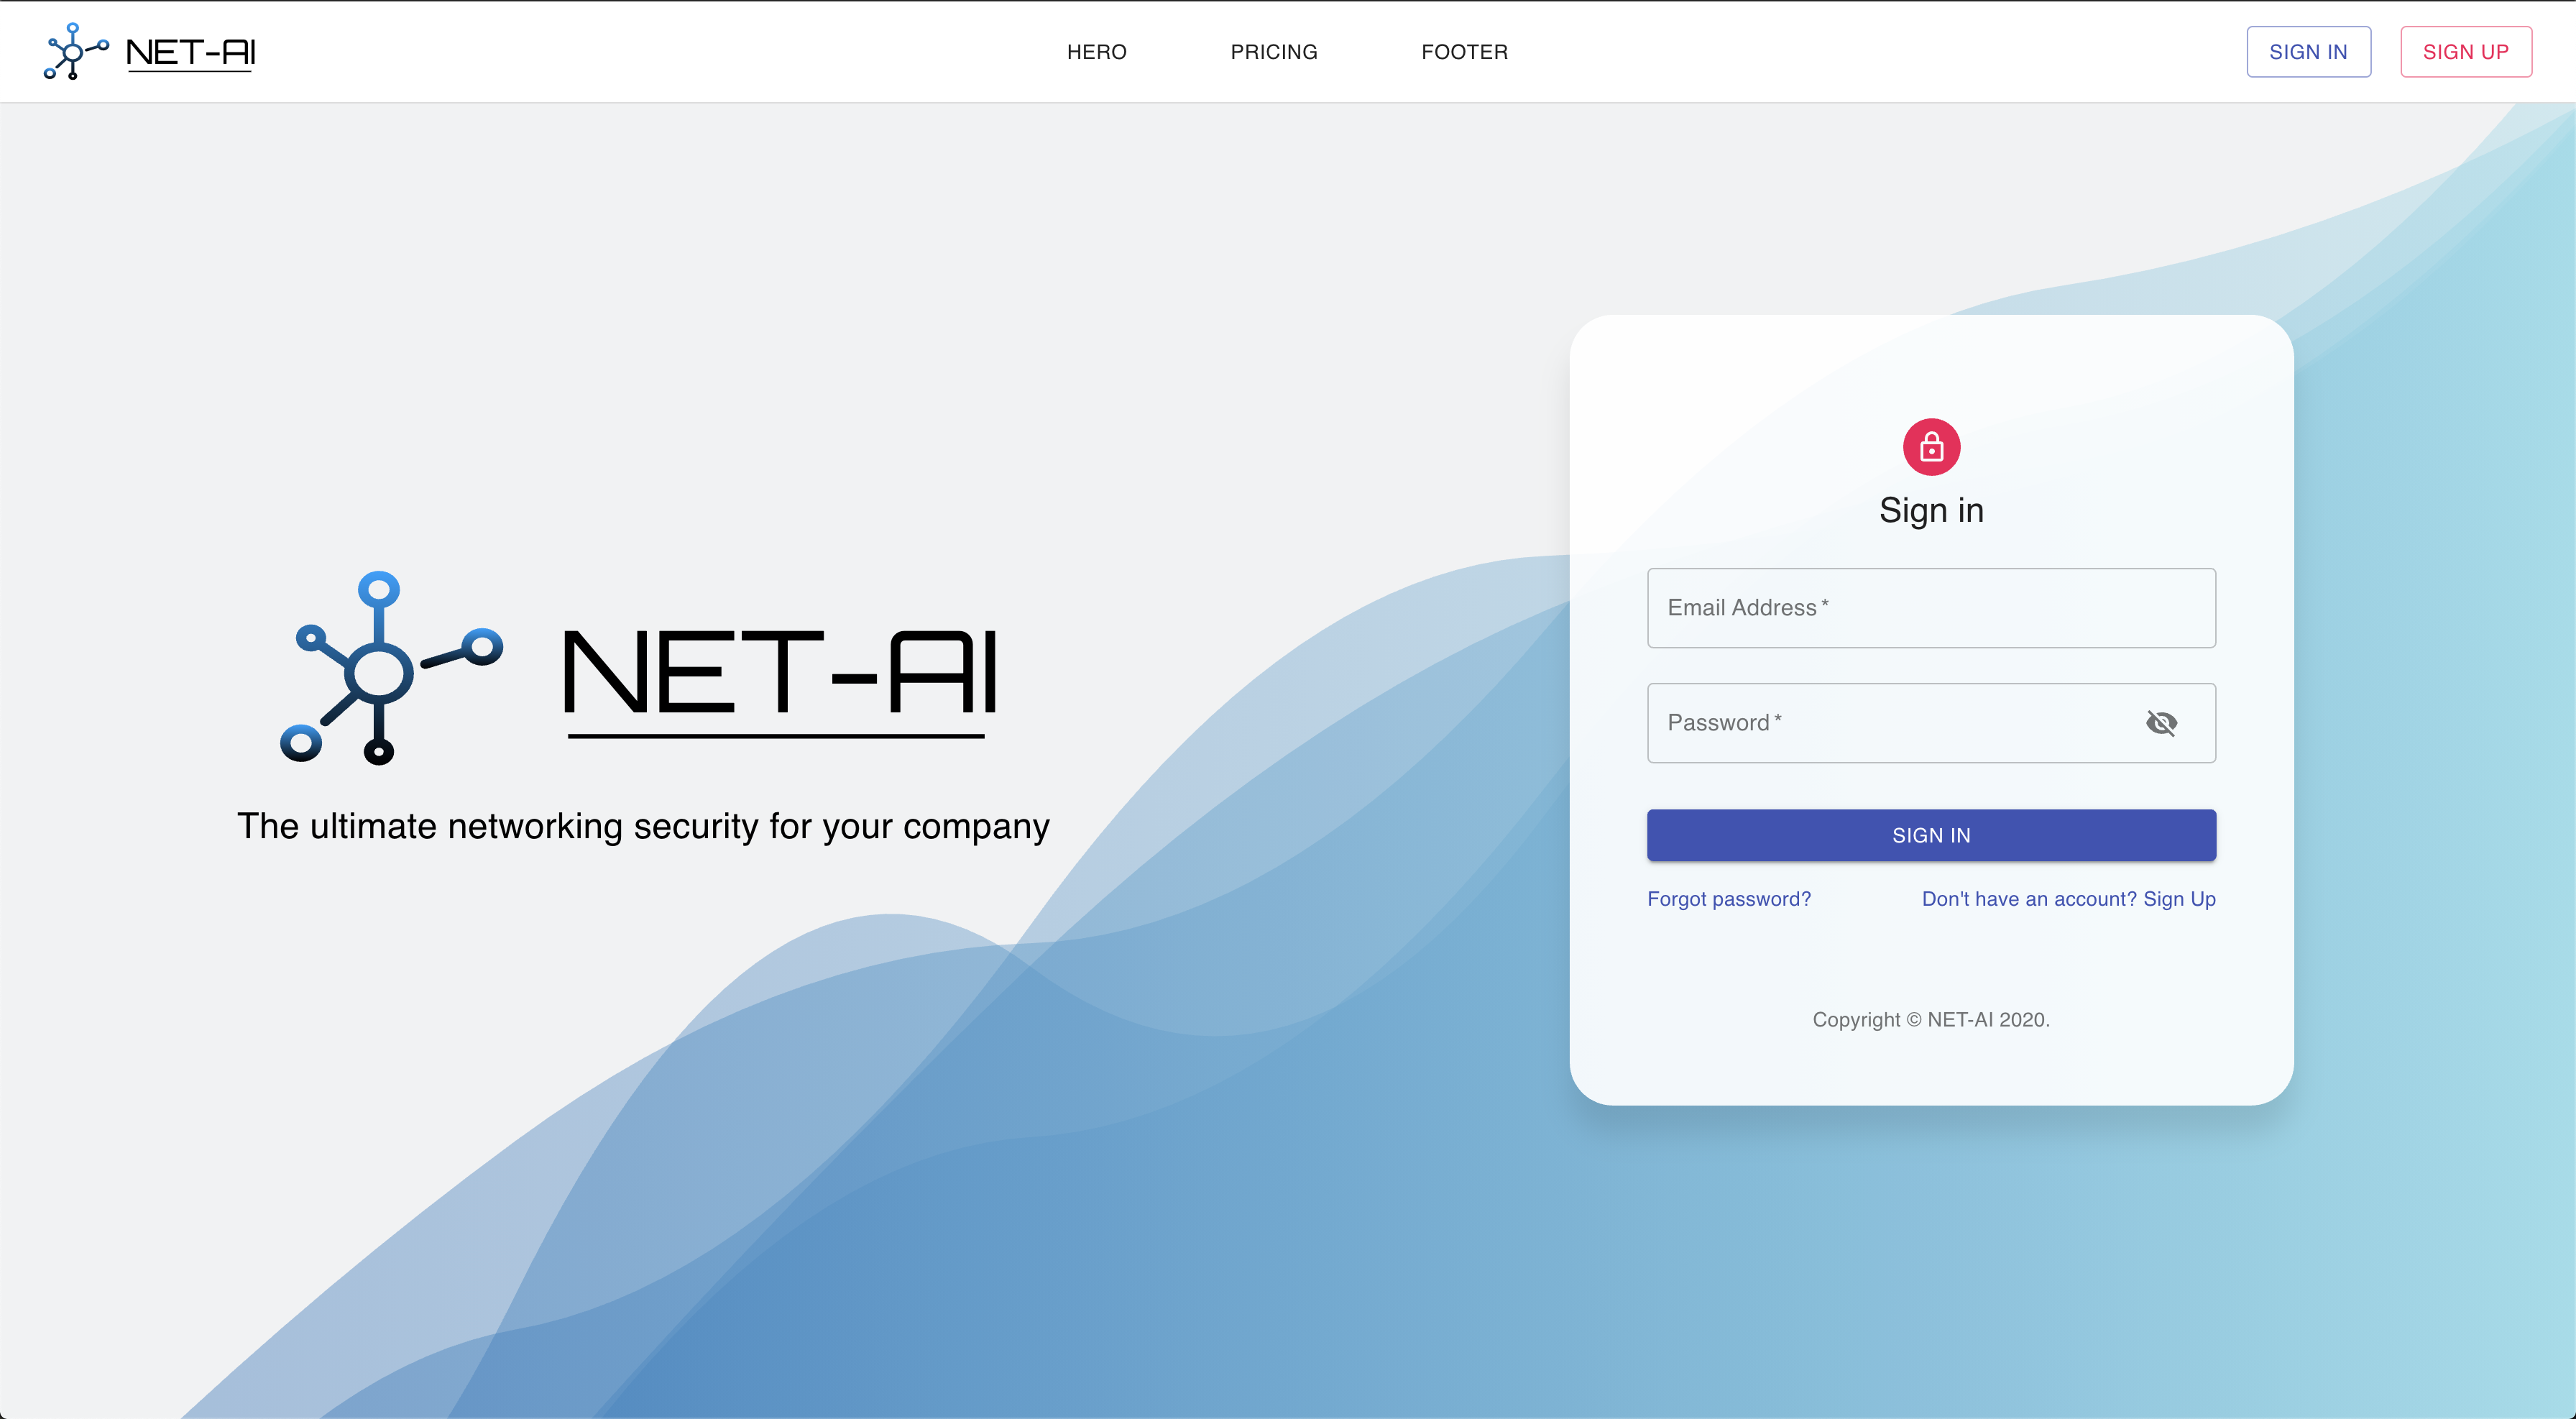 NET-AI
HERO
PRICING
FOOTER
SIGN IN
SIGN UP
NET-AI
The ultimate networking security for your company
Sign in
Email Address *
Password *
SIGN IN
Forgot password?
Don't have an account? Sign Up
Copyright © NET-AI 2020.